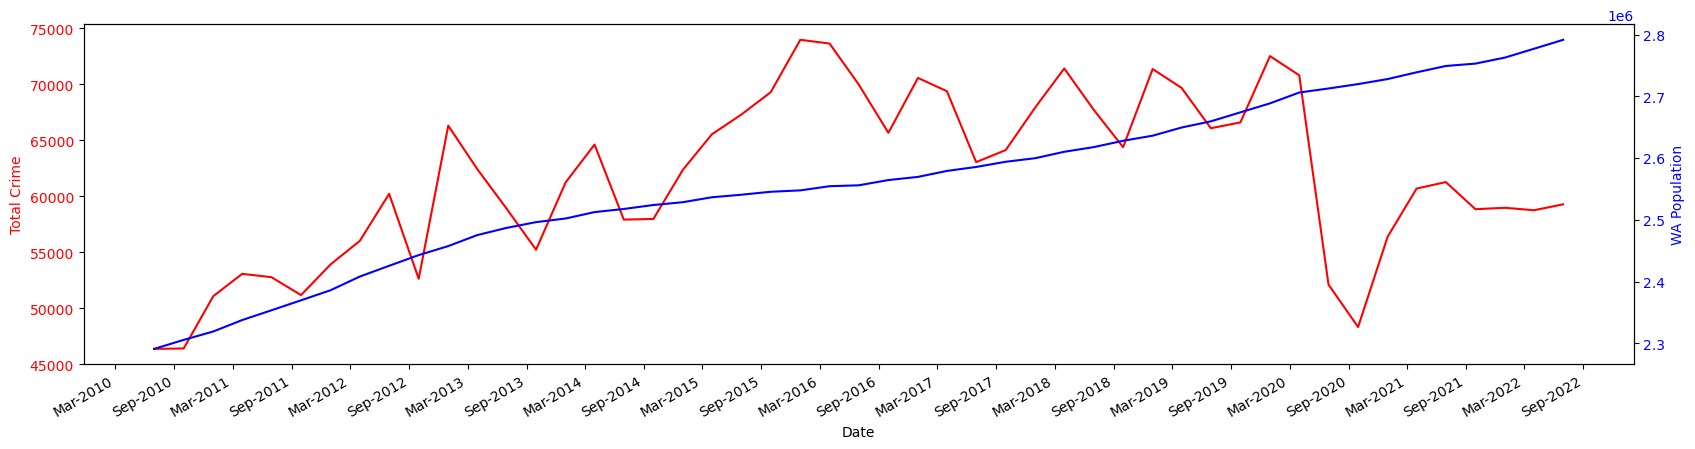 1e6
75000
70000
65000
60000
55000
50000
45000
Total Crime
2.8
2.7
2.6
2.5
2.4
2.3
WA Population
Mar-2010
Sep-2010
Mar-2011
Sep-2011
Mar-2012
Sep-2012
Mar-2013
Sep-2013
Mar-2014
Sep-2014
Mar-2015
Sep-2015
Mar-2016
Sep-2016
Mar-2017
Sep-2017
Mar-2018
Sep-2018
Mar-2019
Sep-2019
Mar-2020
Sep-2020
Mar-2021
Sep-2021
Mar-2022
Sep-2022
Date